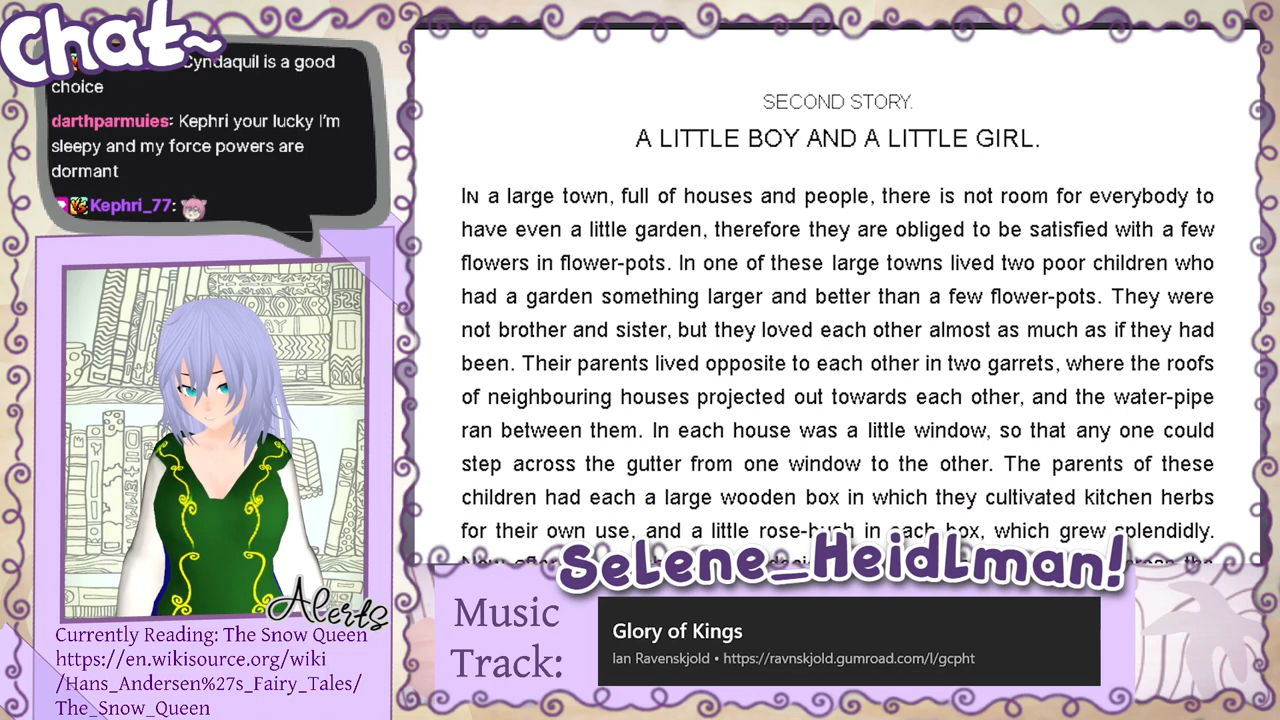 Chat~
Cyndaquil is a good
choice
darthparmuies: Kephri your lucky I'm
sleepy and my force powers are
dormant
Kephri_77:
SECOND STORY.
A LITTLE BOY AND A LITTLE GIRL.
IN a large town, full of houses and people, there is not room for everybody to
have even a little garden, therefore they are obliged to be satisfied with a few
flowers in flower-pots. In one of these large towns lived two poor children who
had a garden something larger and better than a few flower-pots. They were
not brother and sister, but they loved each other almost as much as if they had
been. Their parents lived opposite to each other in two garrets, where the roofs
of neighbouring houses projected out towards each other, and the water-pipe
ran between them. In each house was a little window, so that any one could
step across the gutter from one window to the other. The parents of these
children had each a large wooden box in which they cultivated kitchen herbs
for their own use, and a little rose-bush in each box, which grew splendidly.
Selene_Heidlman!
Alerts
Currently Reading: The Snow Queen
https://en.wikisource.org/wiki
/Hans_Andersen%27s_Fairy_Tales/
The_Snow_Queen
Music
Track:
Glory of Kings
Ian Ravenskjold • https://ravnskjold.gumroad.com/l/gcpht